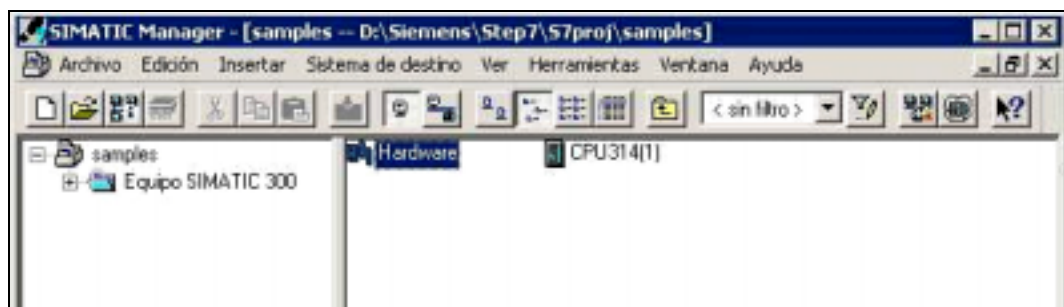 SIMATIC Manager - [samples -- D:\Siemens\Step7\S7proj\samples]
Archivo Edición Insertar Sistema de destino Ver Herramientas Ventana Ayuda
< sin filtro >
samples
Equipo SIMATIC 300
Hardware
CPU314(1)